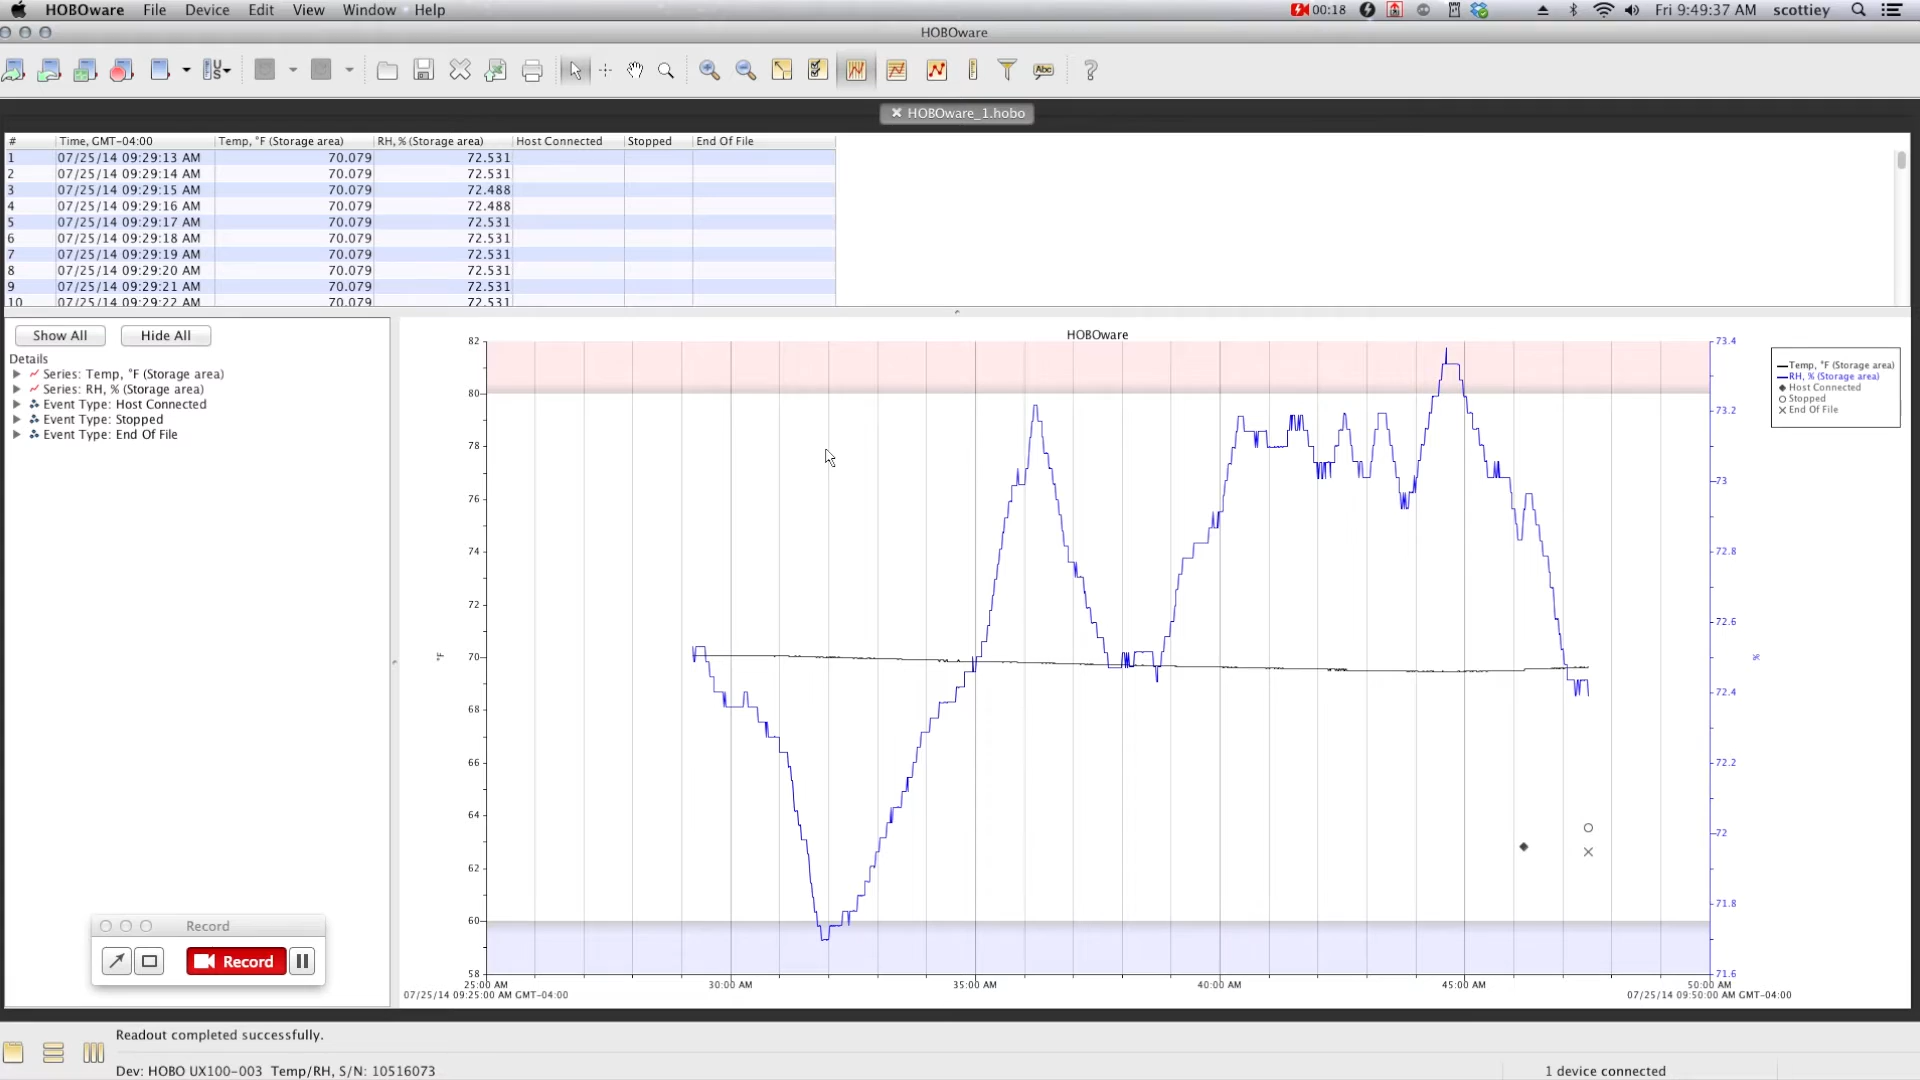 HOBOware File Device Edit View Window Help 00:18 Fri 9:49:37 AM scottiey
HOBOware
Abc
HOBOware_1.hobo
# Time, GMT-04:00 Temp, °F (Storage area) RH, % (Storage area) Host Connected Stopped End Of File
1 07/25/14 09:29:13 AM 70.079 72.531
2 07/25/14 09:29:14 AM 70.079 72.531
3 07/25/14 09:29:15 AM 70.079 72.488
4 07/25/14 09:29:16 AM 70.079 72.488
5 07/25/14 09:29:17 AM 70.079 72.531
6 07/25/14 09:29:18 AM 70.079 72.531
7 07/25/14 09:29:19 AM 70.079 72.531
8 07/25/14 09:29:20 AM 70.079 72.531
9 07/25/14 09:29:21 AM 70.079 72.531
10 07/25/14 09:29:22 AM 70.079 72.531
Show All Hide All
Details
Series: Temp, °F (Storage area)
Series: RH, % (Storage area)
Event Type: Host Connected
Event Type: Stopped
Event Type: End Of File
HOBOware
82
80
78
76
74
72
70
68
66
64
62
60
58
°F
73.4
73.2
73
72.8
72.6
72.4
72.2
72
71.8
71.6
%
Temp, °F (Storage area)
RH, % (Storage area)
Host Connected
Stopped
End Of File
25:00 AM 30:00 AM 35:00 AM 40:00 AM 45:00 AM 50:00 AM
07/25/14 09:25:00 AM GMT-04:00 07/25/14 09:50:00 AM GMT-04:00
Record
Record
Readout completed successfully.
Dev: HOBO UX100-003 Temp/RH, S/N: 10516073 1 device connected